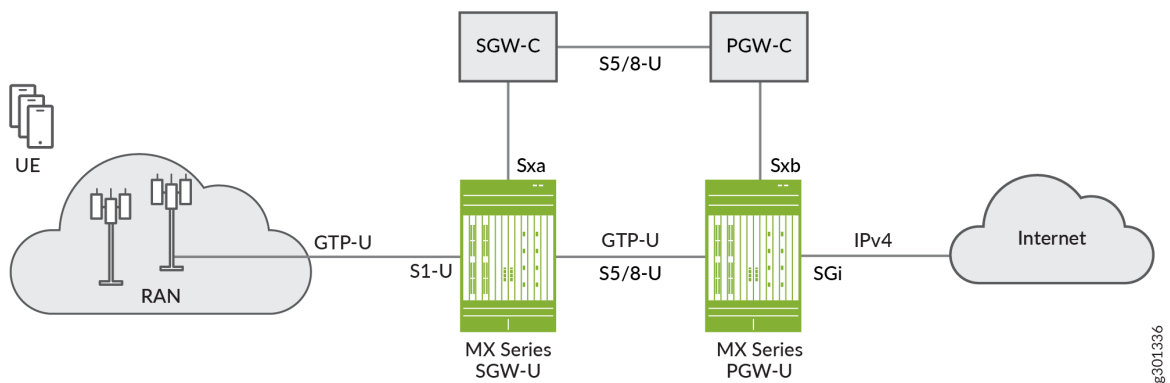 SGW-C
S5/8-U
PGW-C
UE
Sxa
Sxb
GTP-U
S1-U
GTP-U
S5/8-U
IPv4
SGi
Internet
RAN
MX Series
SGW-U
MX Series
PGW-U
g301336